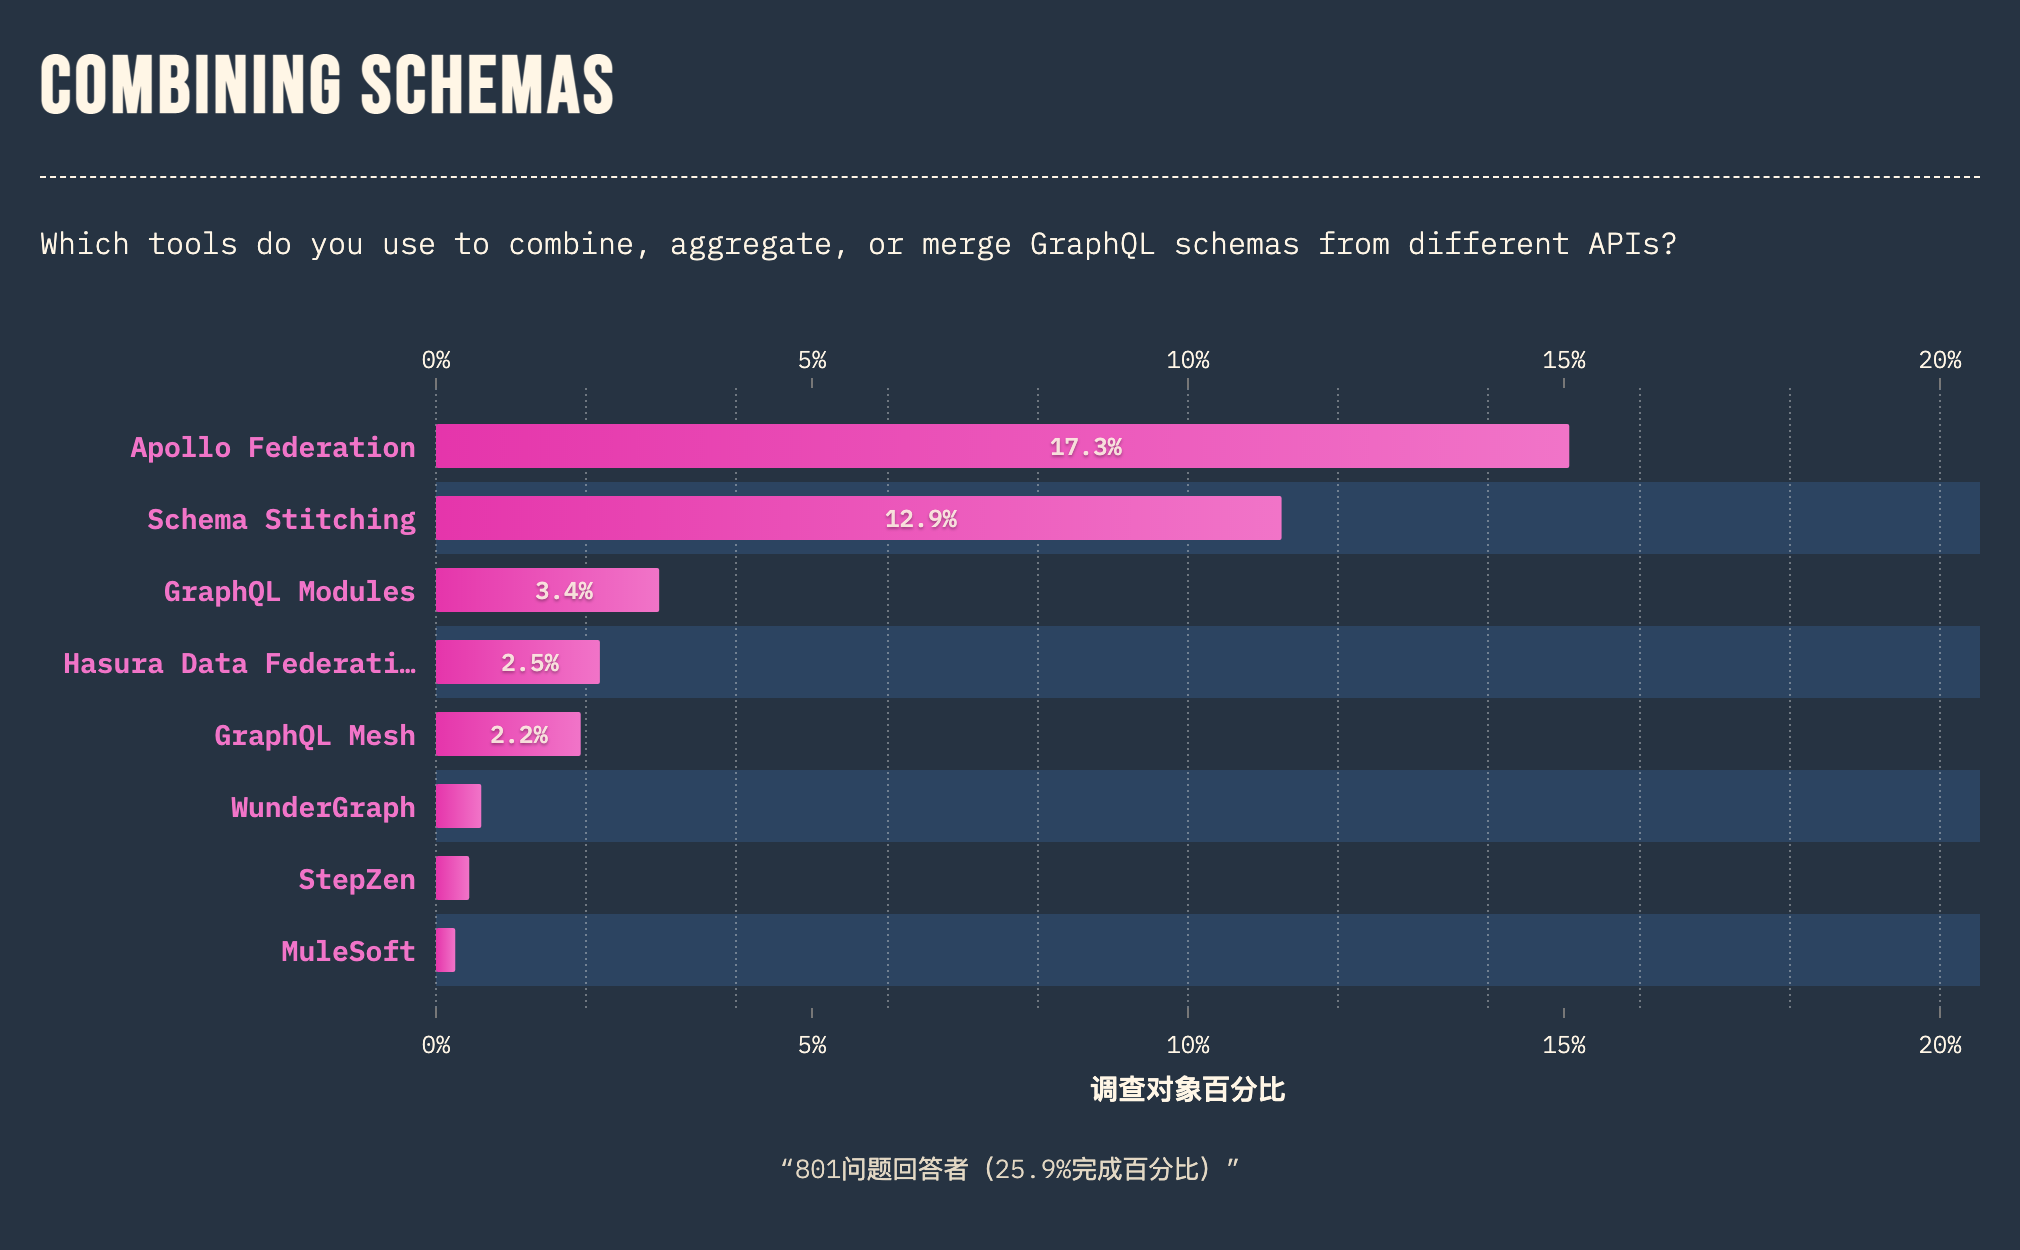 COMBINING SCHEMAS
Which tools do you use to combine, aggregate, or merge GraphQL schemas from different APIs?
0% 5% 10% 15% 20%
Apollo Federation 17.3%
Schema Stitching 12.9%
GraphQL Modules 3.4%
Hasura Data Federati… 2.5%
GraphQL Mesh 2.2%
WunderGraph
StepZen
MuleSoft
0% 5% 10% 15% 20%
调查对象百分比
“801问题回答者（25.9%完成百分比）”